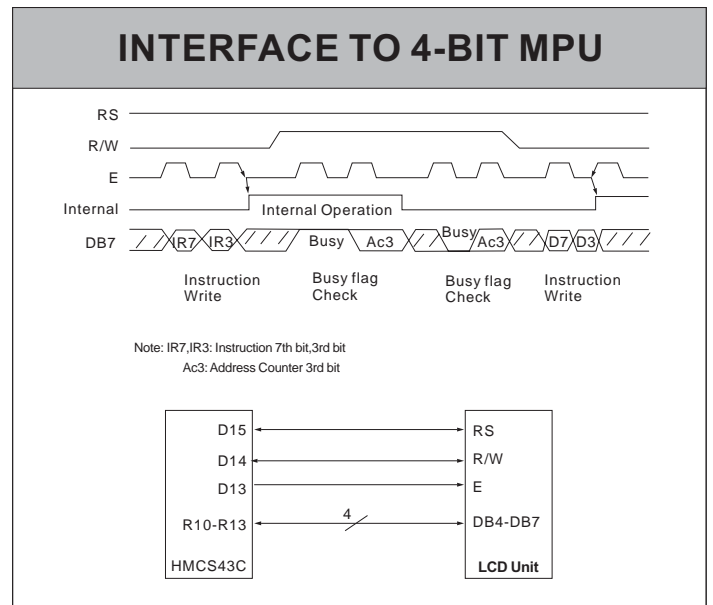 INTERFACE TO 4-BIT MPU
RS
R/W
E
Internal
Internal Operation
DB7
IR7 IR3 Busy Ac3 Busy Ac3 D7 D3
Instruction Write
Busy flag Check
Busy flag Check
Instruction Write
Note: IR7,IR3: Instruction 7th bit,3rd bit
Ac3: Address Counter 3rd bit
D15 RS
D14 R/W
D13 E
R10-R13 4 DB4-DB7
HMCS43C LCD Unit